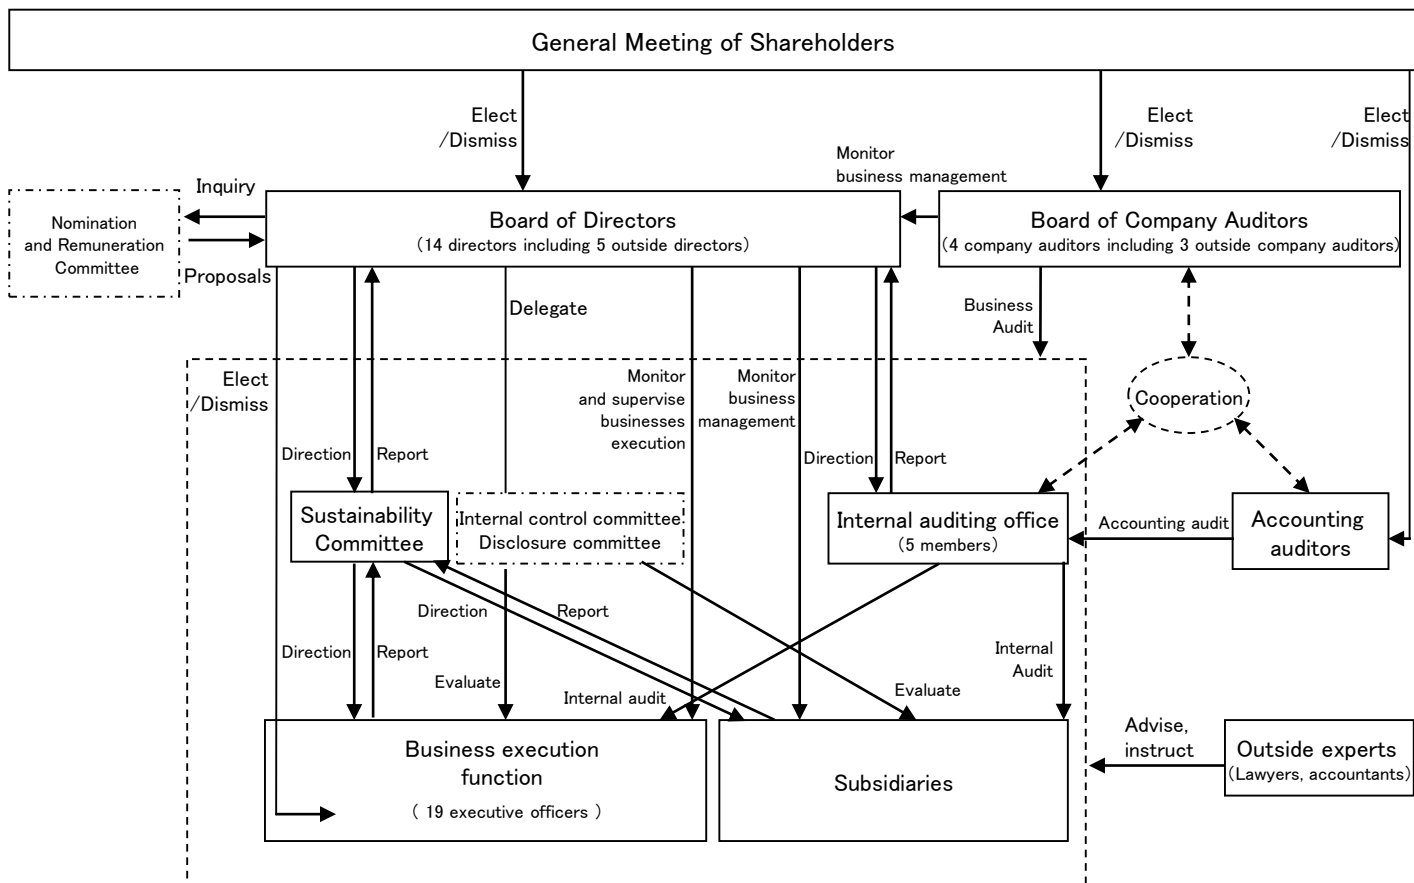 General Meeting of Shareholders
Elect
/Dismiss
Elect
/Dismiss
Elect
/Dismiss
Monitor
business management
Inquiry
Nomination
and Remuneration
Committee
Proposals
Board of Directors
(14 directors including 5 outside directors)
Board of Company Auditors
(4 company auditors including 3 outside company auditors)
Delegate
Business
Audit
Elect
/Dismiss
Monitor
and supervise
businesses
execution
Monitor
business
management
Cooperation
Direction
Report
Direction
Report
Sustainability
Committee
Internal control committee
Disclosure committee
Internal auditing office
(5 members)
Accounting audit
Accounting
auditors
Direction
Report
Direction
Report
Evaluate
Internal audit
Evaluate
Internal
Audit
Business execution
function
( 19 executive officers )
Subsidiaries
Advise,
instruct
Outside experts
(Lawyers, accountants)